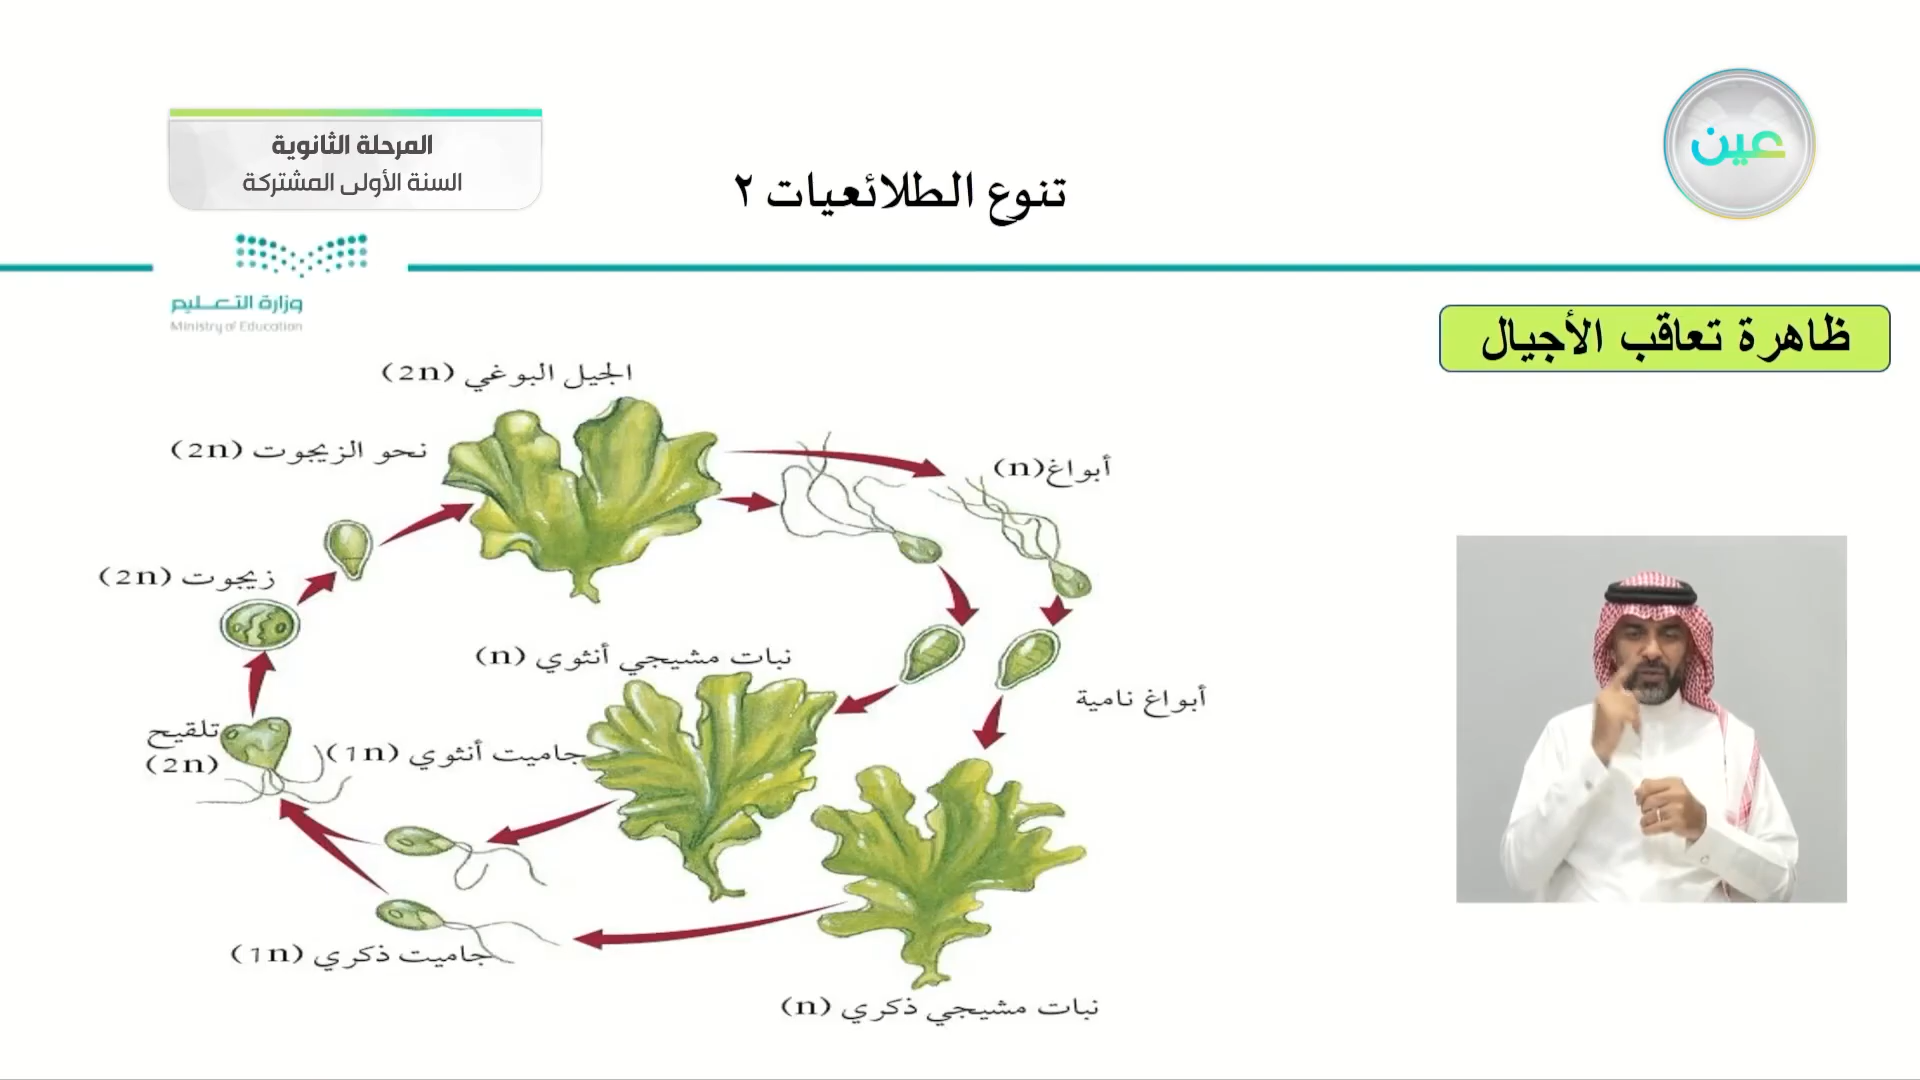 المرحلة الثانوية
السنة الأولى المشتركة
عين
تنوع الطلائعيات ٢
وزارة التعليم
Ministry of Education
ظاهرة تعاقب الأجيال
الجيل البوغي (2n)
نحو الزيجوت (2n)
أبواغ(n)
زيجوت (2n)
نبات مشيجي أنثوي (n)
أبواغ نامية
تلقيح
(2n)
جاميت أنثوي (1n)
جاميت ذكري (1n)
نبات مشيجي ذكري (n)